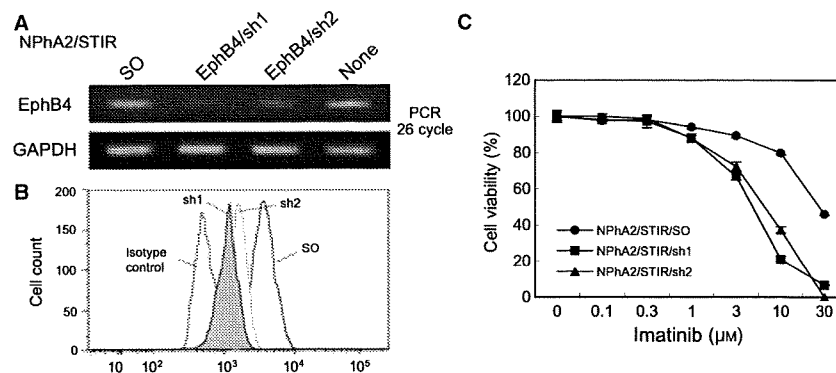 A
NPhA2/STIR
SO
EphB4/sh1
EphB4/sh2
None
EphB4
GAPDH
PCR
26 cycle
B
Cell count
200
150
100
50
0
sh1
sh2
Isotype
control
SO
10
10²
10³
10⁴
10⁵
C
Cell viability (%)
120
100
80
60
40
20
0
NPhA2/STIR/SO
NPhA2/STIR/sh1
NPhA2/STIR/sh2
0
0.1
0.3
1
3
10
30
Imatinib (μM)